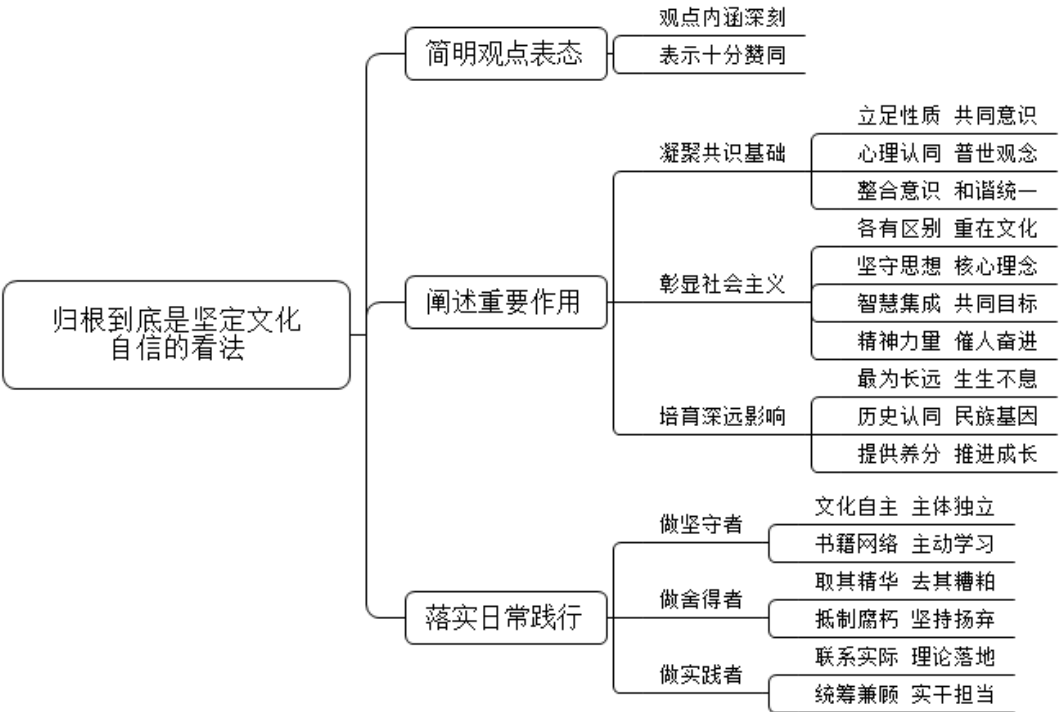 归根到底是坚定文化
自信的看法
简明观点表态
观点内涵深刻
表示十分赞同
阐述重要作用
凝聚共识基础
立足性质 共同意识
心理认同 普世观念
整合意识 和谐统一
彰显社会主义
各有区别 重在文化
坚守思想 核心理念
智慧集成 共同目标
精神力量 催人奋进
培育深远影响
最为长远 生生不息
历史认同 民族基因
提供养分 推进成长
落实日常践行
做坚守者
文化自主 主体独立
书籍网络 主动学习
做舍得者
取其精华 去其糟粕
抵制腐朽 坚持扬弃
做实践者
联系实际 理论落地
统筹兼顾 实干担当